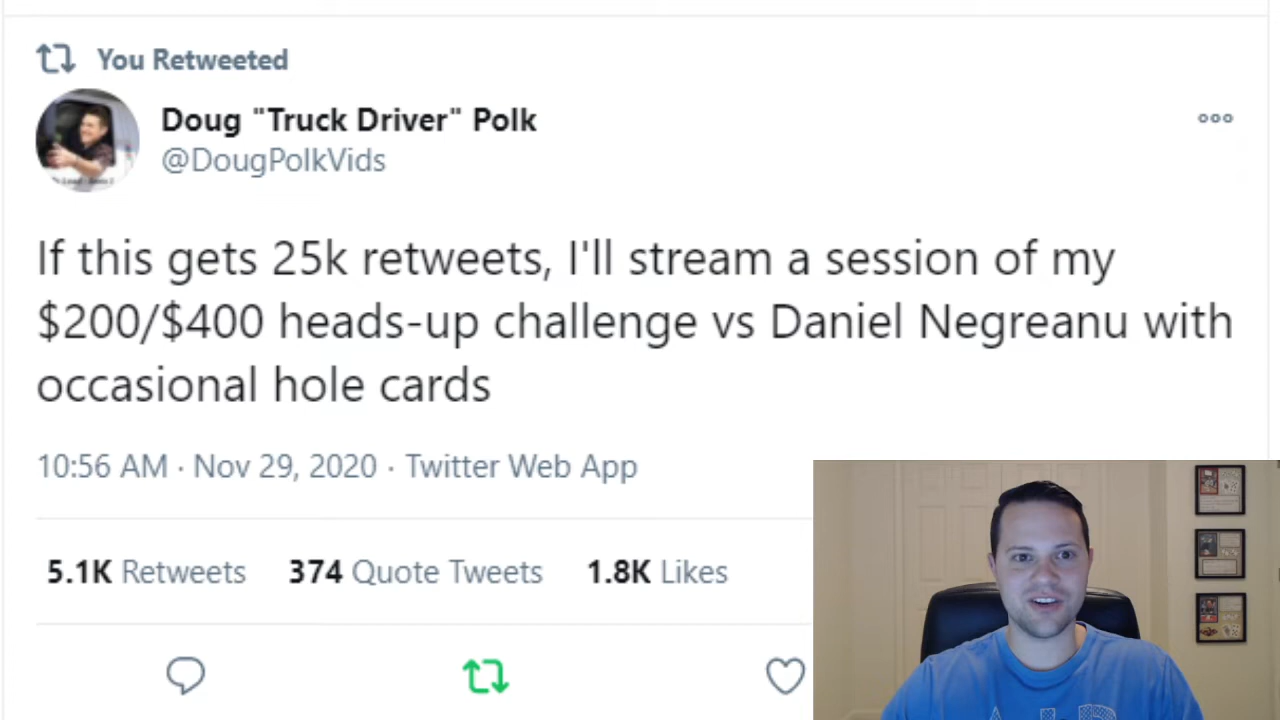 You Retweeted
Doug "Truck Driver" Polk
@DougPolkVids
If this gets 25k retweets, I'll stream a session of my
$200/$400 heads-up challenge vs Daniel Negreanu with
occasional hole cards
10:56 AM · Nov 29, 2020 · Twitter Web App
5.1K Retweets 374 Quote Tweets 1.8K Likes